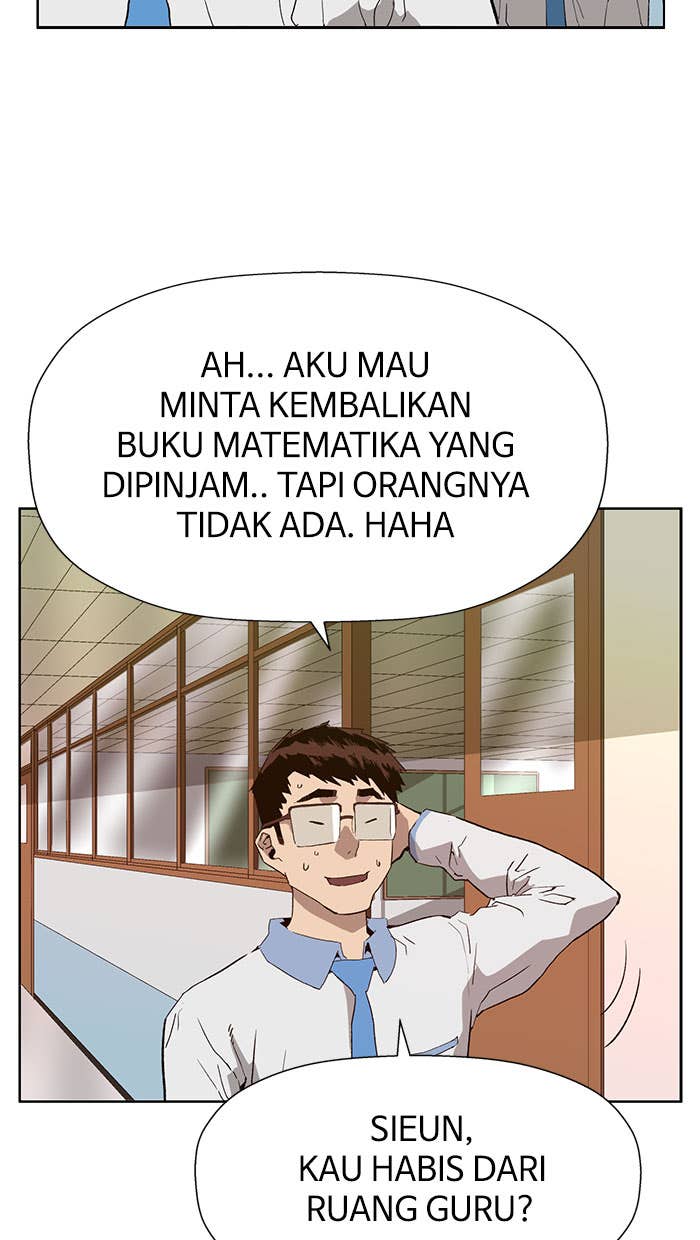 AH... AKU MAU
MINTA KEMBALIKAN
BUKU MATEMATIKA YANG
DIPINJAM.. TAPI ORANGNYA
TIDAK ADA. HAHA
SIEUN,
KAU HABIS DARI
RUANG GURU?